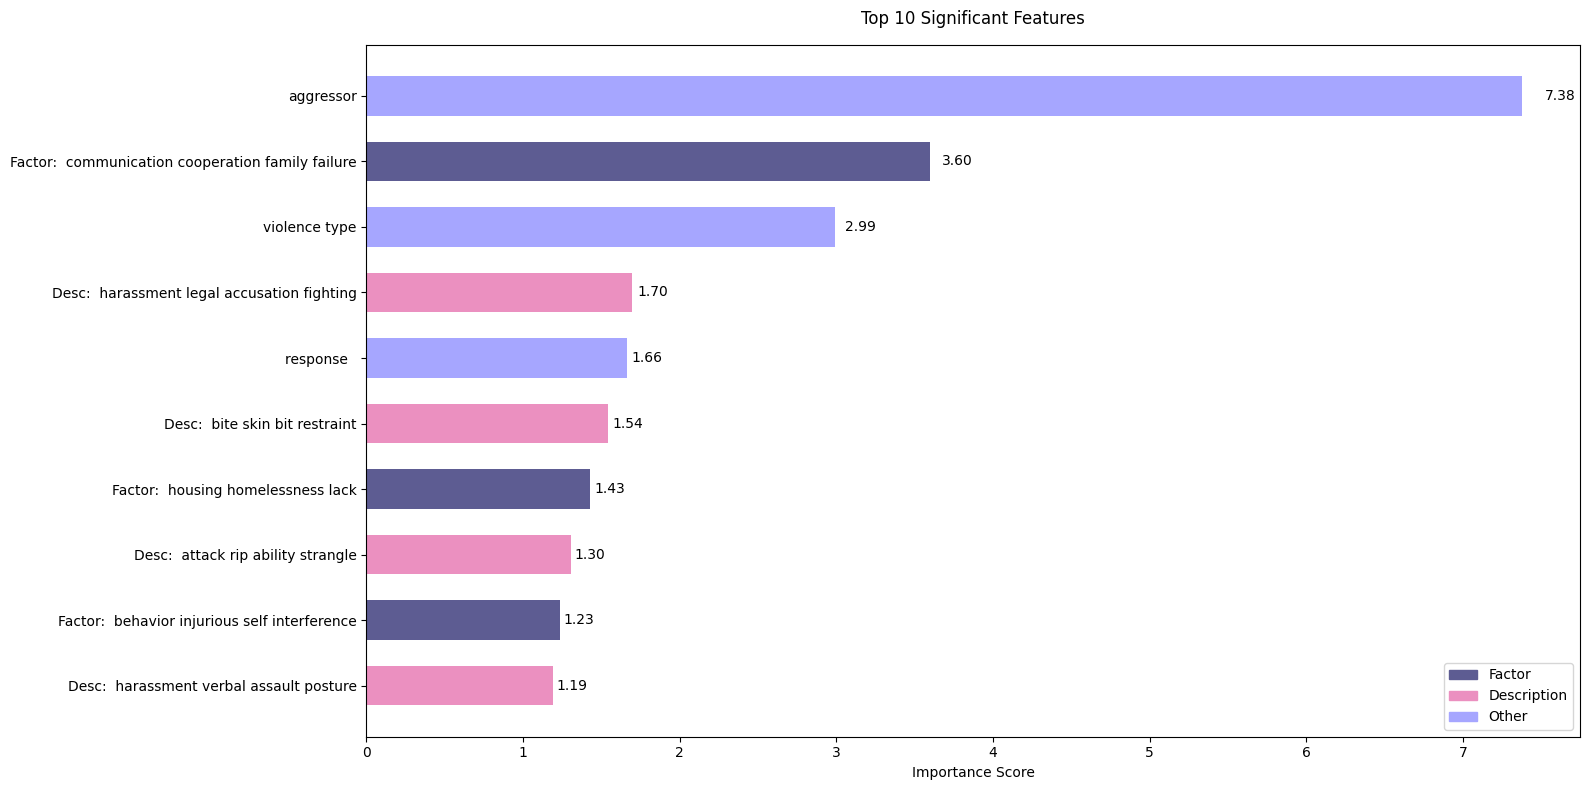 Top 10 Significant Features
aggressor 7.38
Factor:  communication cooperation family failure 3.60
violence type 2.99
Desc:  harassment legal accusation fighting 1.70
response 1.66
Desc:  bite skin bit restraint 1.54
Factor:  housing homelessness lack 1.43
Desc:  attack rip ability strangle 1.30
Factor:  behavior injurious self interference 1.23
Desc:  harassment verbal assault posture 1.19
Factor
Description
Other
0 1 2 3 4 5 6 7
Importance Score